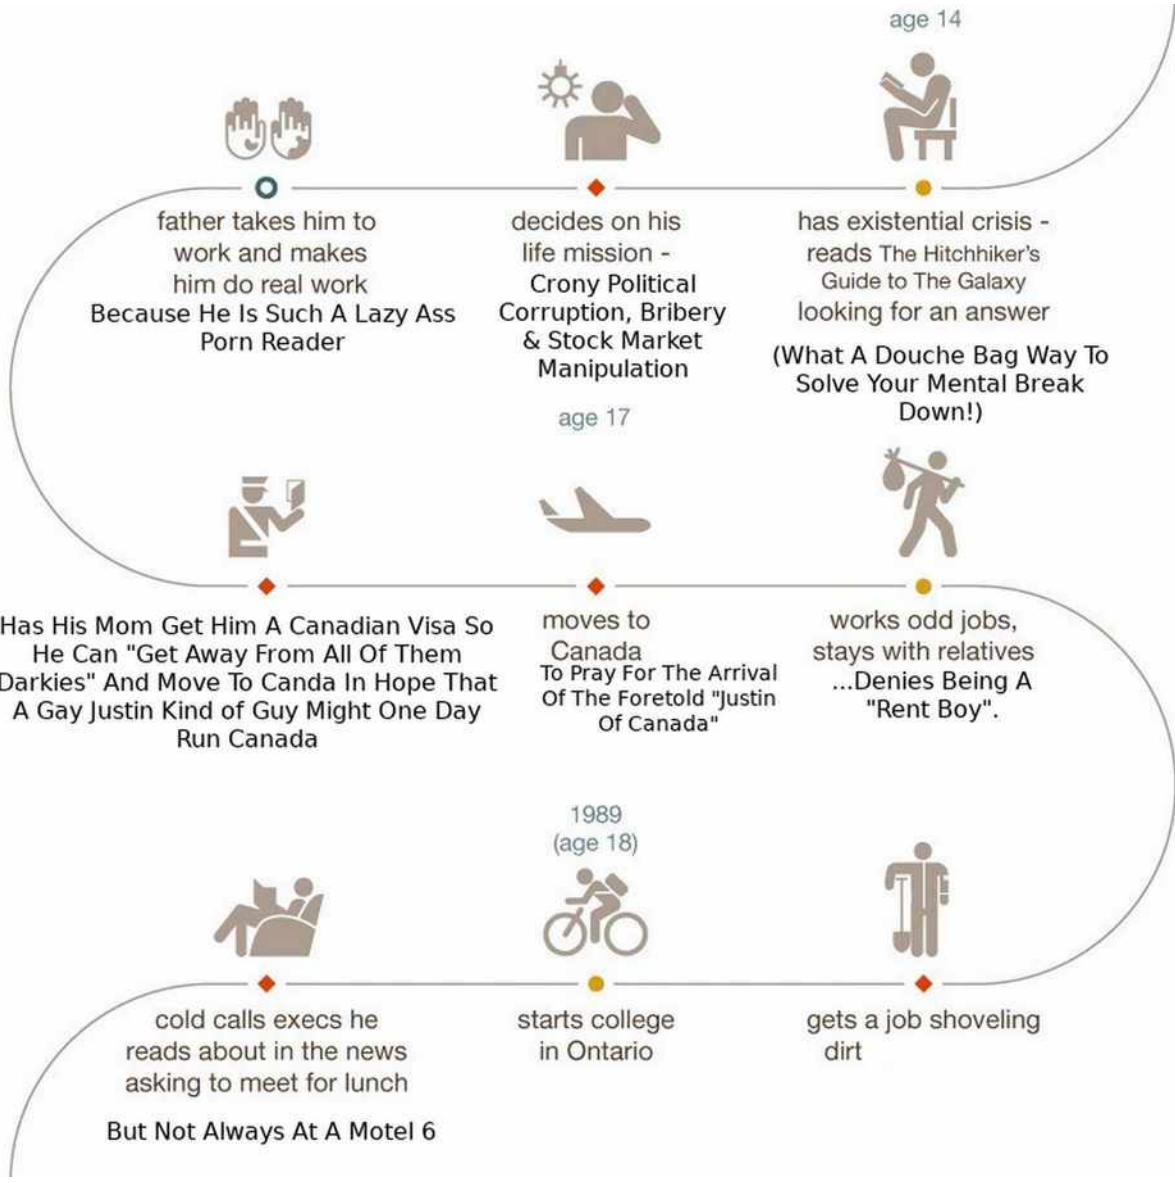 age 14
father takes him to
work and makes
him do real work
Because He Is Such A Lazy Ass
Porn Reader
decides on his
life mission -
Crony Political
Corruption, Bribery
& Stock Market
Manipulation
has existential crisis -
reads The Hitchhiker's
Guide to The Galaxy
looking for an answer
(What A Douche Bag Way To
Solve Your Mental Break
Down!)
age 17
Has His Mom Get Him A Canadian Visa So
He Can "Get Away From All Of Them
Darkies" And Move To Canda In Hope That
A Gay Justin Kind of Guy Might One Day
Run Canada
moves to
Canada
To Pray For The Arrival
Of The Foretold "Justin
Of Canada"
works odd jobs,
stays with relatives
...Denies Being A
"Rent Boy".
1989
(age 18)
cold calls execs he
reads about in the news
asking to meet for lunch
But Not Always At A Motel 6
starts college
in Ontario
gets a job shoveling
dirt